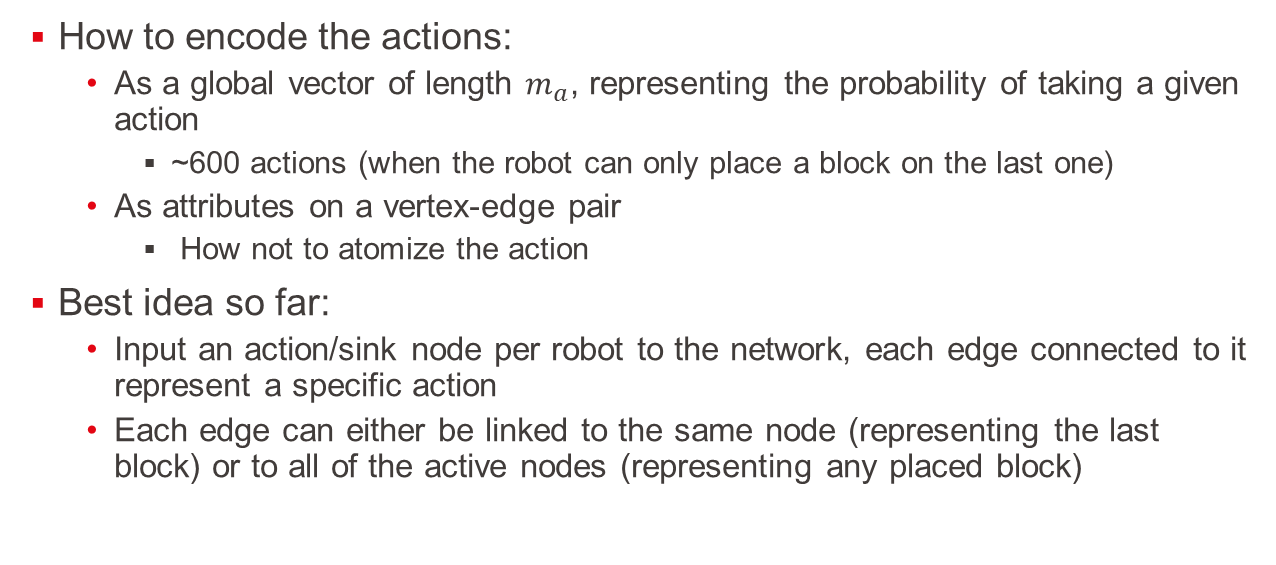 ▪ How to encode the actions:
• As a global vector of length mₐ, representing the probability of taking a given
action
▪ ~600 actions (when the robot can only place a block on the last one)
• As attributes on a vertex-edge pair
▪ How not to atomize the action
▪ Best idea so far:
• Input an action/sink node per robot to the network, each edge connected to it
represent a specific action
• Each edge can either be linked to the same node (representing the last
block) or to all of the active nodes (representing any placed block)